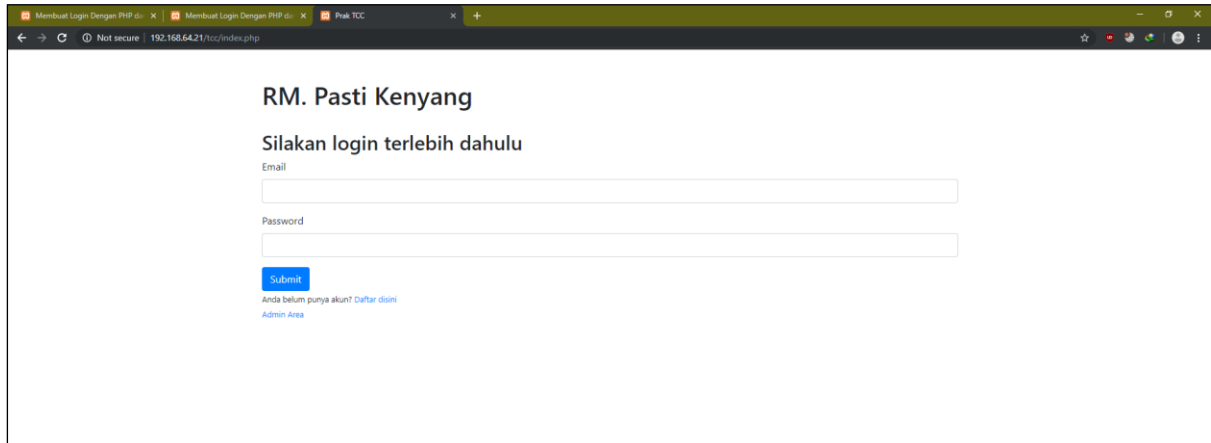 Membuat Login Dengan PHP da
Membuat Login Dengan PHP da
Prak TCC
Not secure | 192.168.64.21/tcc/index.php
RM. Pasti Kenyang
Silakan login terlebih dahulu
Email
Password
Submit
Anda belum punya akun? Daftar disini
Admin Area